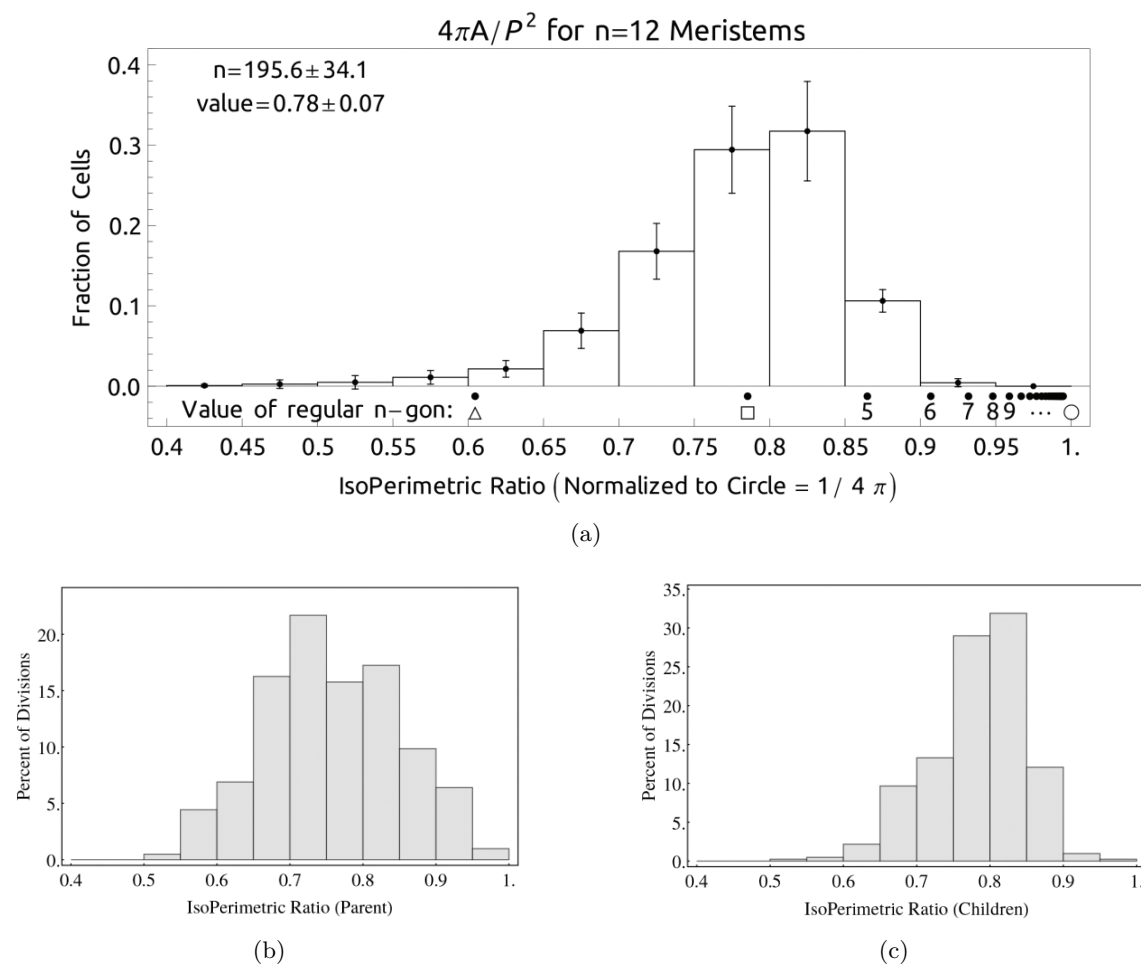 4πA/P² for n=12 Meristems
n=195.6±34.1
value=0.78±0.07
Fraction of Cells
0.4
0.3
0.2
0.1
0.0
Value of regular n-gon: △ □ 5 6 7 8 9 ... ○
0.4 0.45 0.5 0.55 0.6 0.65 0.7 0.75 0.8 0.85 0.9 0.95 1.
IsoPerimetric Ratio (Normalized to Circle = 1/ 4 π)
(a)
Percent of Divisions
20.
15.
10.
5.
0.
0.4 0.5 0.6 0.7 0.8 0.9 1.
IsoPerimetric Ratio (Parent)
(b)
Percent of Divisions
35.
30.
25.
20.
15.
10.
5.
0.
0.4 0.5 0.6 0.7 0.8 0.9 1.
IsoPerimetric Ratio (Children)
(c)